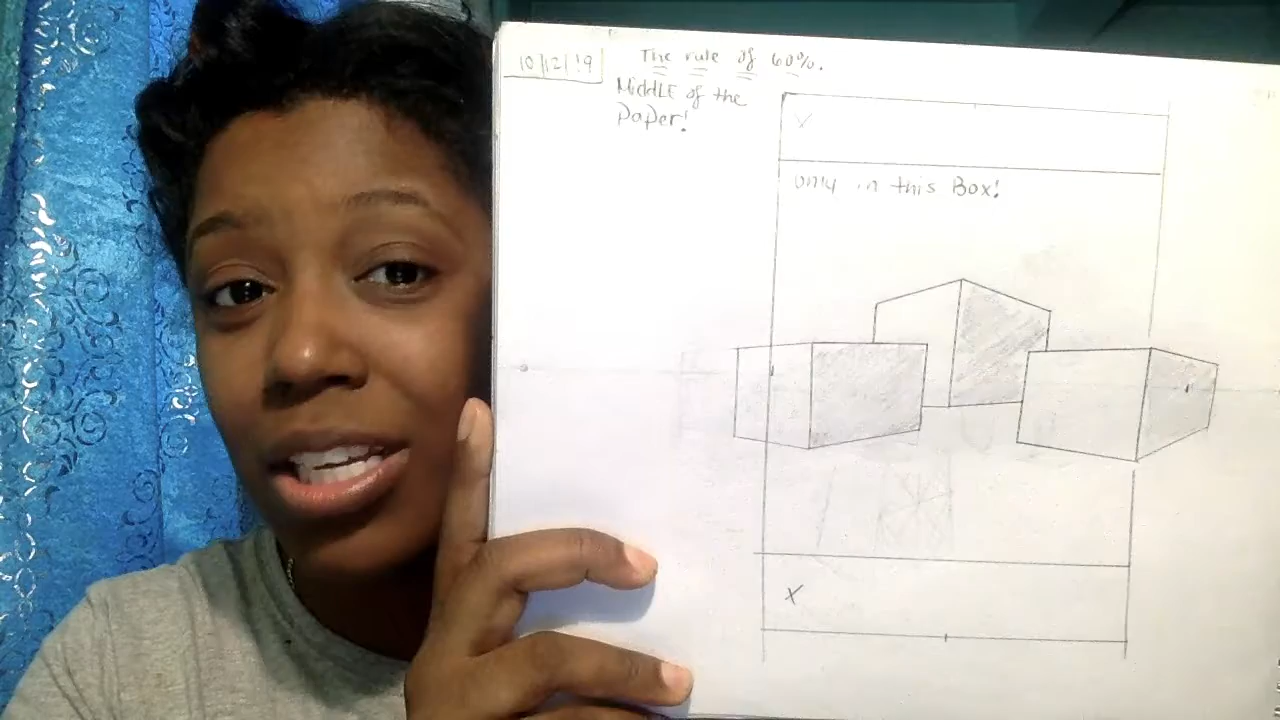 10/12/19
The rule of 60%.
MiddLE of the
PaPer!
X
only in this Box!
X